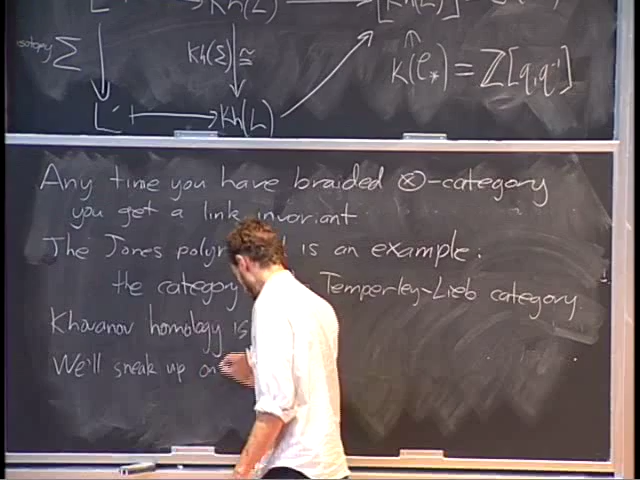 isotopy Σ Kh(Σ) ≅ K(C_*) = Z[q, q⁻¹]
L' ⟼ Kh(L)
Any time you have braided ⊗-category
you get a link invariant
The Jones is an example:
the category Temperley-Lieb category.
Khovanov homology is
We'll sneak up on